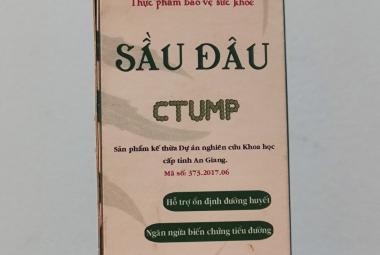 Thực phẩm bảo vệ sức khỏe
SẦU ĐÂU
CTUMP
Sản phẩm kế thừa Dự án nghiên cứu Khoa học
cấp tỉnh An Giang.
Mã số: 373.2017.06
Hỗ trợ ổn định đường huyết
Ngăn ngừa biến chứng tiểu đường